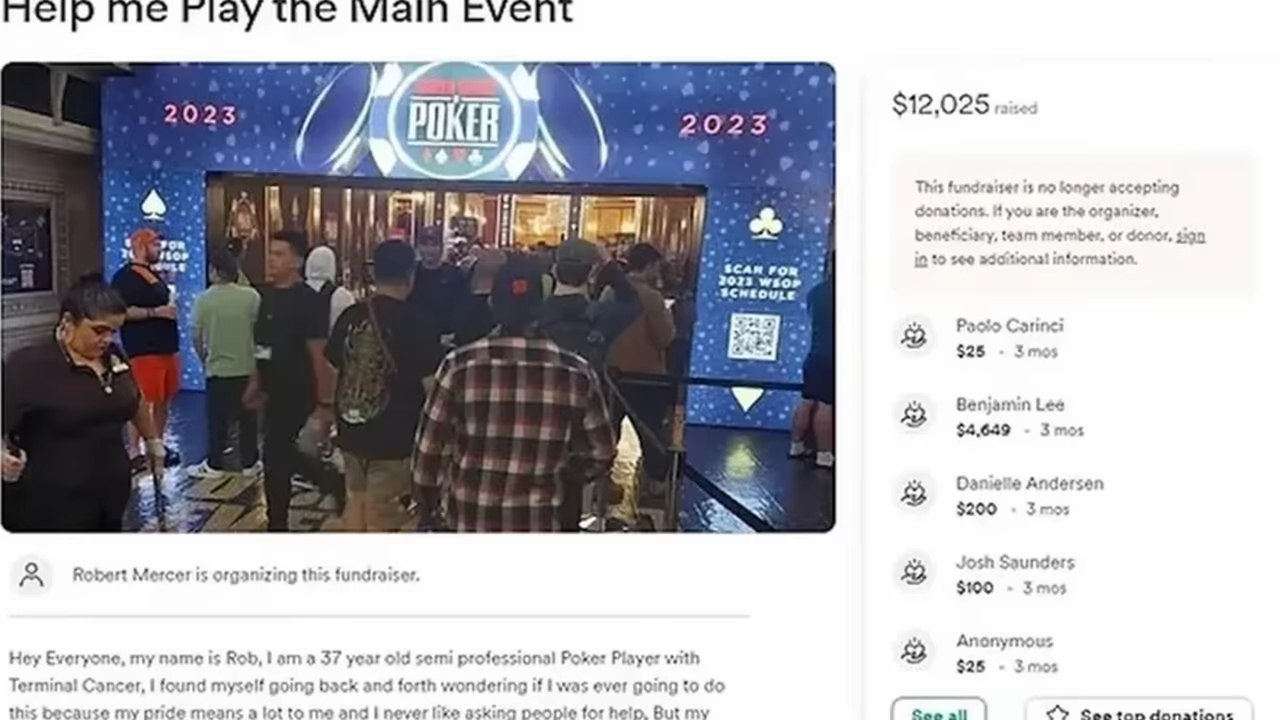 Help me Play the Main Event
2023
POKER
2023
SCAN FOR
2023 WSOP
SCHEDULE
$12,025 raised
This fundraiser is no longer accepting
donations. If you are the organizer,
beneficiary, team member, or donor, sign
in to see additional information.
Paolo Carinci
$25 • 3 mos
Benjamin Lee
$4,649 • 3 mos
Danielle Andersen
$200 • 3 mos
Josh Saunders
$100 • 3 mos
Anonymous
$25 • 3 mos
See all
See top donations
Robert Mercer is organizing this fundraiser.
Hey Everyone, my name is Rob, I am a 37 year old semi professional Poker Player with
Terminal Cancer, I found myself going back and forth wondering if I was ever going to do
this because my pride means a lot to me and I never like asking people for help, But my